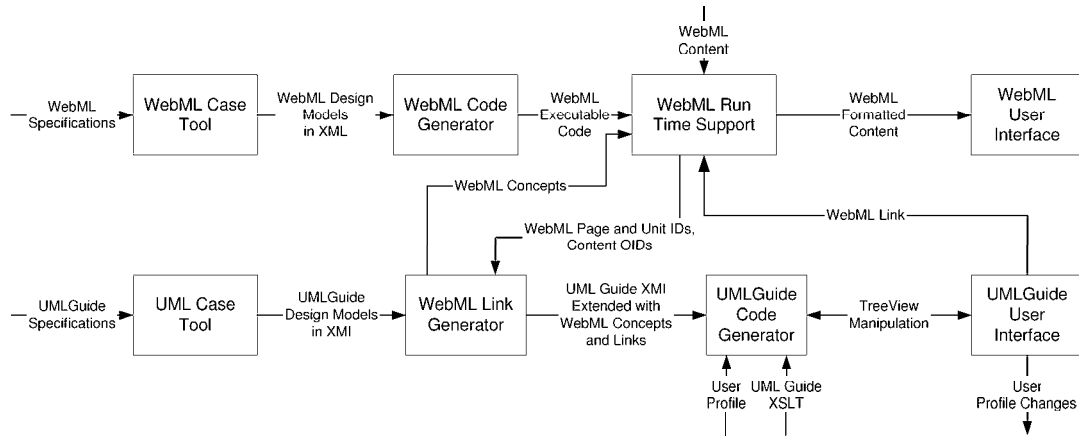 WebML
Content
WebML
Specifications
WebML Case
Tool
WebML Design
Models
in XML
WebML Code
Generator
WebML
Executable
Code
WebML Run
Time Support
WebML
Formatted
Content
WebML
User
Interface
WebML Concepts
WebML Page and Unit IDs,
Content OIDs
WebML Link
UMLGuide
Specifications
UML Case
Tool
UMLGuide
Design Models
in XMI
WebML Link
Generator
UML Guide XMI
Extended with
WebML Concepts
and Links
UMLGuide
Code
Generator
TreeView
Manipulation
UMLGuide
User
Interface
User
Profile
UML Guide
XSLT
User
Profile Changes